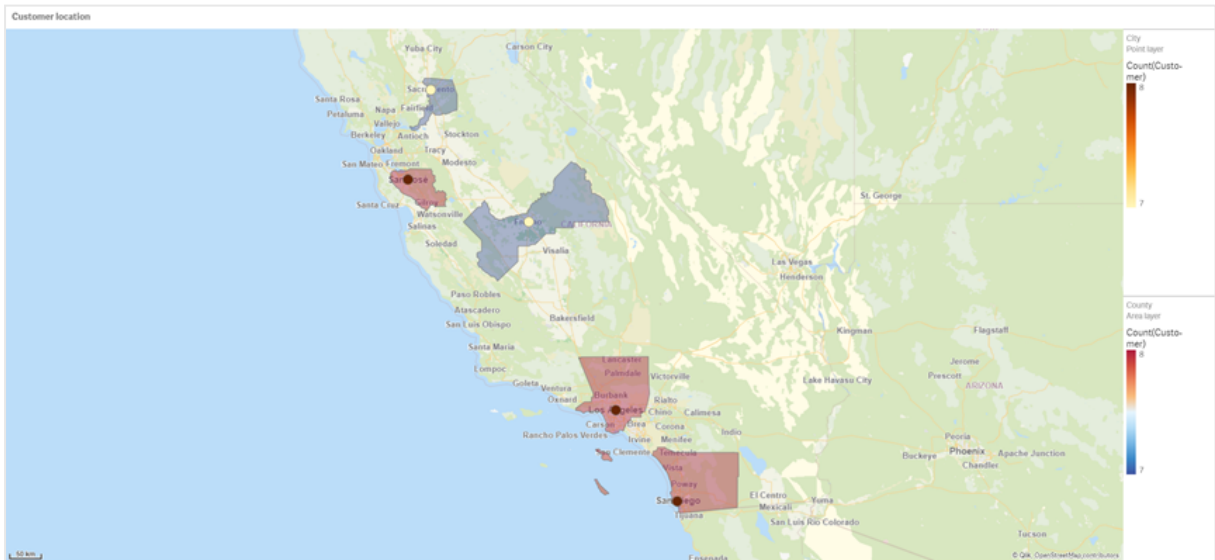 Customer location
Yuba City
Carson City
Santa Rosa
Napa
Fairfield
Petaluma
Vallejo
Berkeley
Antioch
Stockton
Oakland
Tracy
San Mateo
Fremont
Modesto
San Jose
Santa Cruz
Gilroy
Watsonville
Salinas
CALIFORNIA
Soledad
Visalia
St. George
Las Vegas
Henderson
Paso Robles
Atascadero
San Luis Obispo
Bakersfield
Kingman
Flagstaff
Santa Maria
Lancaster
Lompoc
Palmdale
Victorville
Jerome
Prescott
Lake Havasu City
ARIZONA
Goleta
Ventura
Burbank
Oxnard
Rialto
Los Angeles
Chino
Calimesa
Carson
Brea
Corona
Rancho Palos Verdes
Irvine
Menifee
Indio
San Clemente
Temecula
Peoria
Buckeye
Phoenix
Apache Junction
Chandler
Vista
Poway
San Diego
El Centro
Yuma
Tijuana
Mexicali
San Luis Rio Colorado
Tucson
Ensenada
50 km
© Qlik, OpenStreetMap contributors
City
Point layer
Count(Custo-
mer)
8
7
County
Area layer
Count(Custo-
mer)
8
7